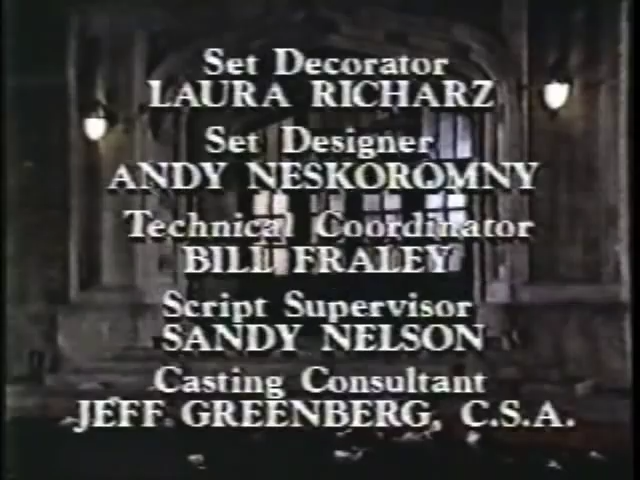 Set Decorator
LAURA RICHARZ
Set Designer
ANDY NESKOROMNY
Technical Coordinator
BILL FRALEY
Script Supervisor
SANDY NELSON
Casting Consultant
JEFF GREENBERG, C.S.A.